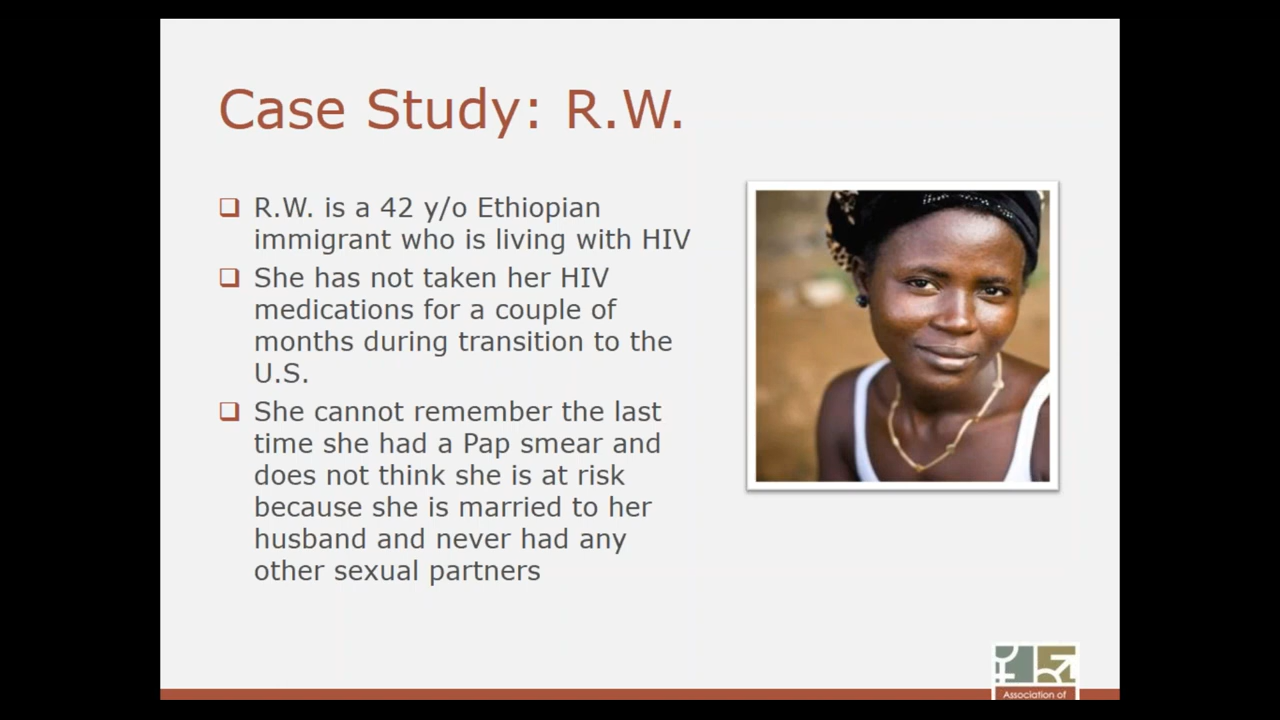 Case Study: R.W.
❑ R.W. is a 42 y/o Ethiopian
immigrant who is living with HIV
❑ She has not taken her HIV
medications for a couple of
months during transition to the
U.S.
❑ She cannot remember the last
time she had a Pap smear and
does not think she is at risk
because she is married to her
husband and never had any
other sexual partners
Association of